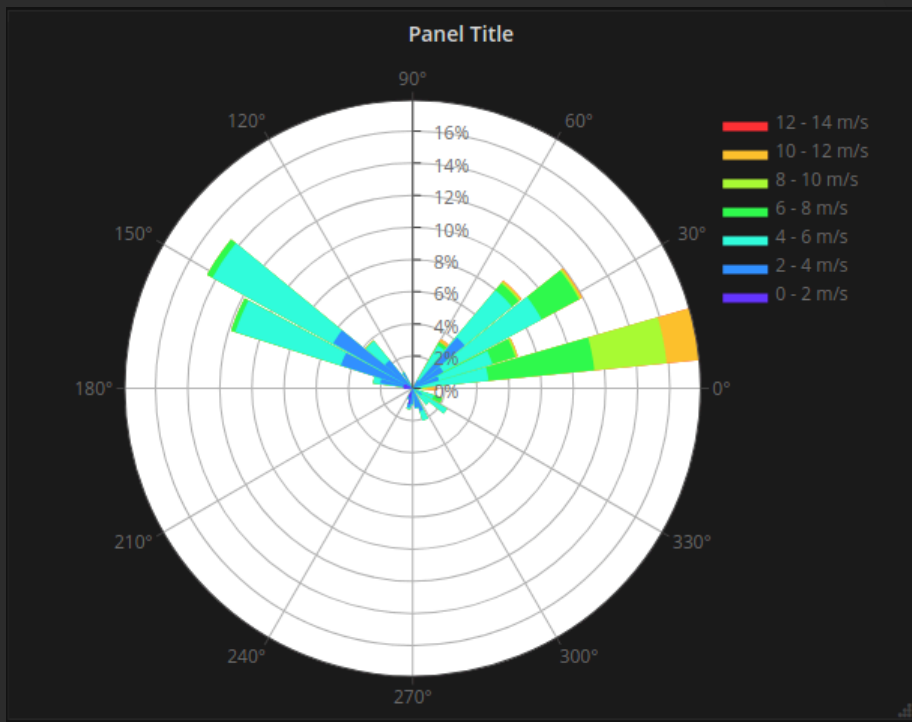 Panel Title
90°
120°
60°
150°
30°
180°
0°
210°
330°
240°
300°
270°
16%
14%
12%
10%
8%
6%
4%
2%
0%
12 - 14 m/s
10 - 12 m/s
8 - 10 m/s
6 - 8 m/s
4 - 6 m/s
2 - 4 m/s
0 - 2 m/s